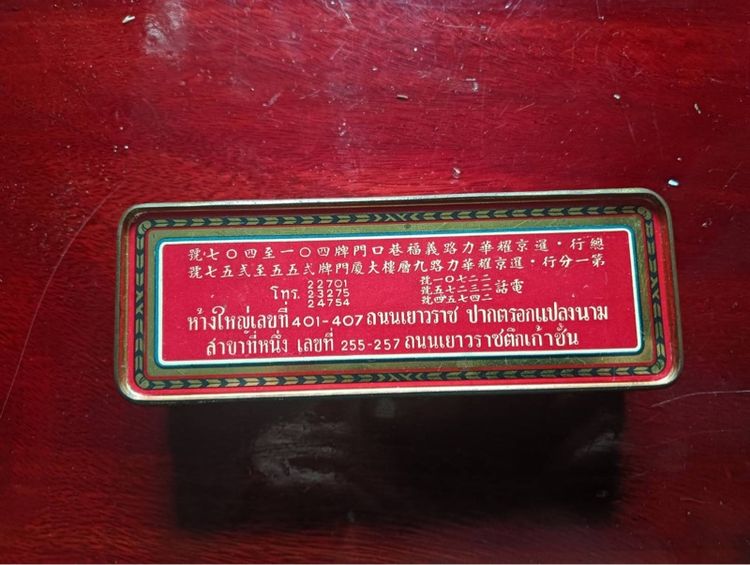 總行・暹京耀華力路義福巷口門牌四〇一至四〇七號
第一分行・暹京耀華力路九層樓大廈門牌弍五五至弍五七號
電話
二二七〇一號
二三二七五號
二四七五四號
โทร.
22701
23275
24754
ห้างใหญ่เลขที่ 401-407 ถนนเยาวราช ปากตรอกแปลงนาม
สาขาที่หนึ่ง เลขที่ 255-257 ถนนเยาวราชตึกเก้าชั้น